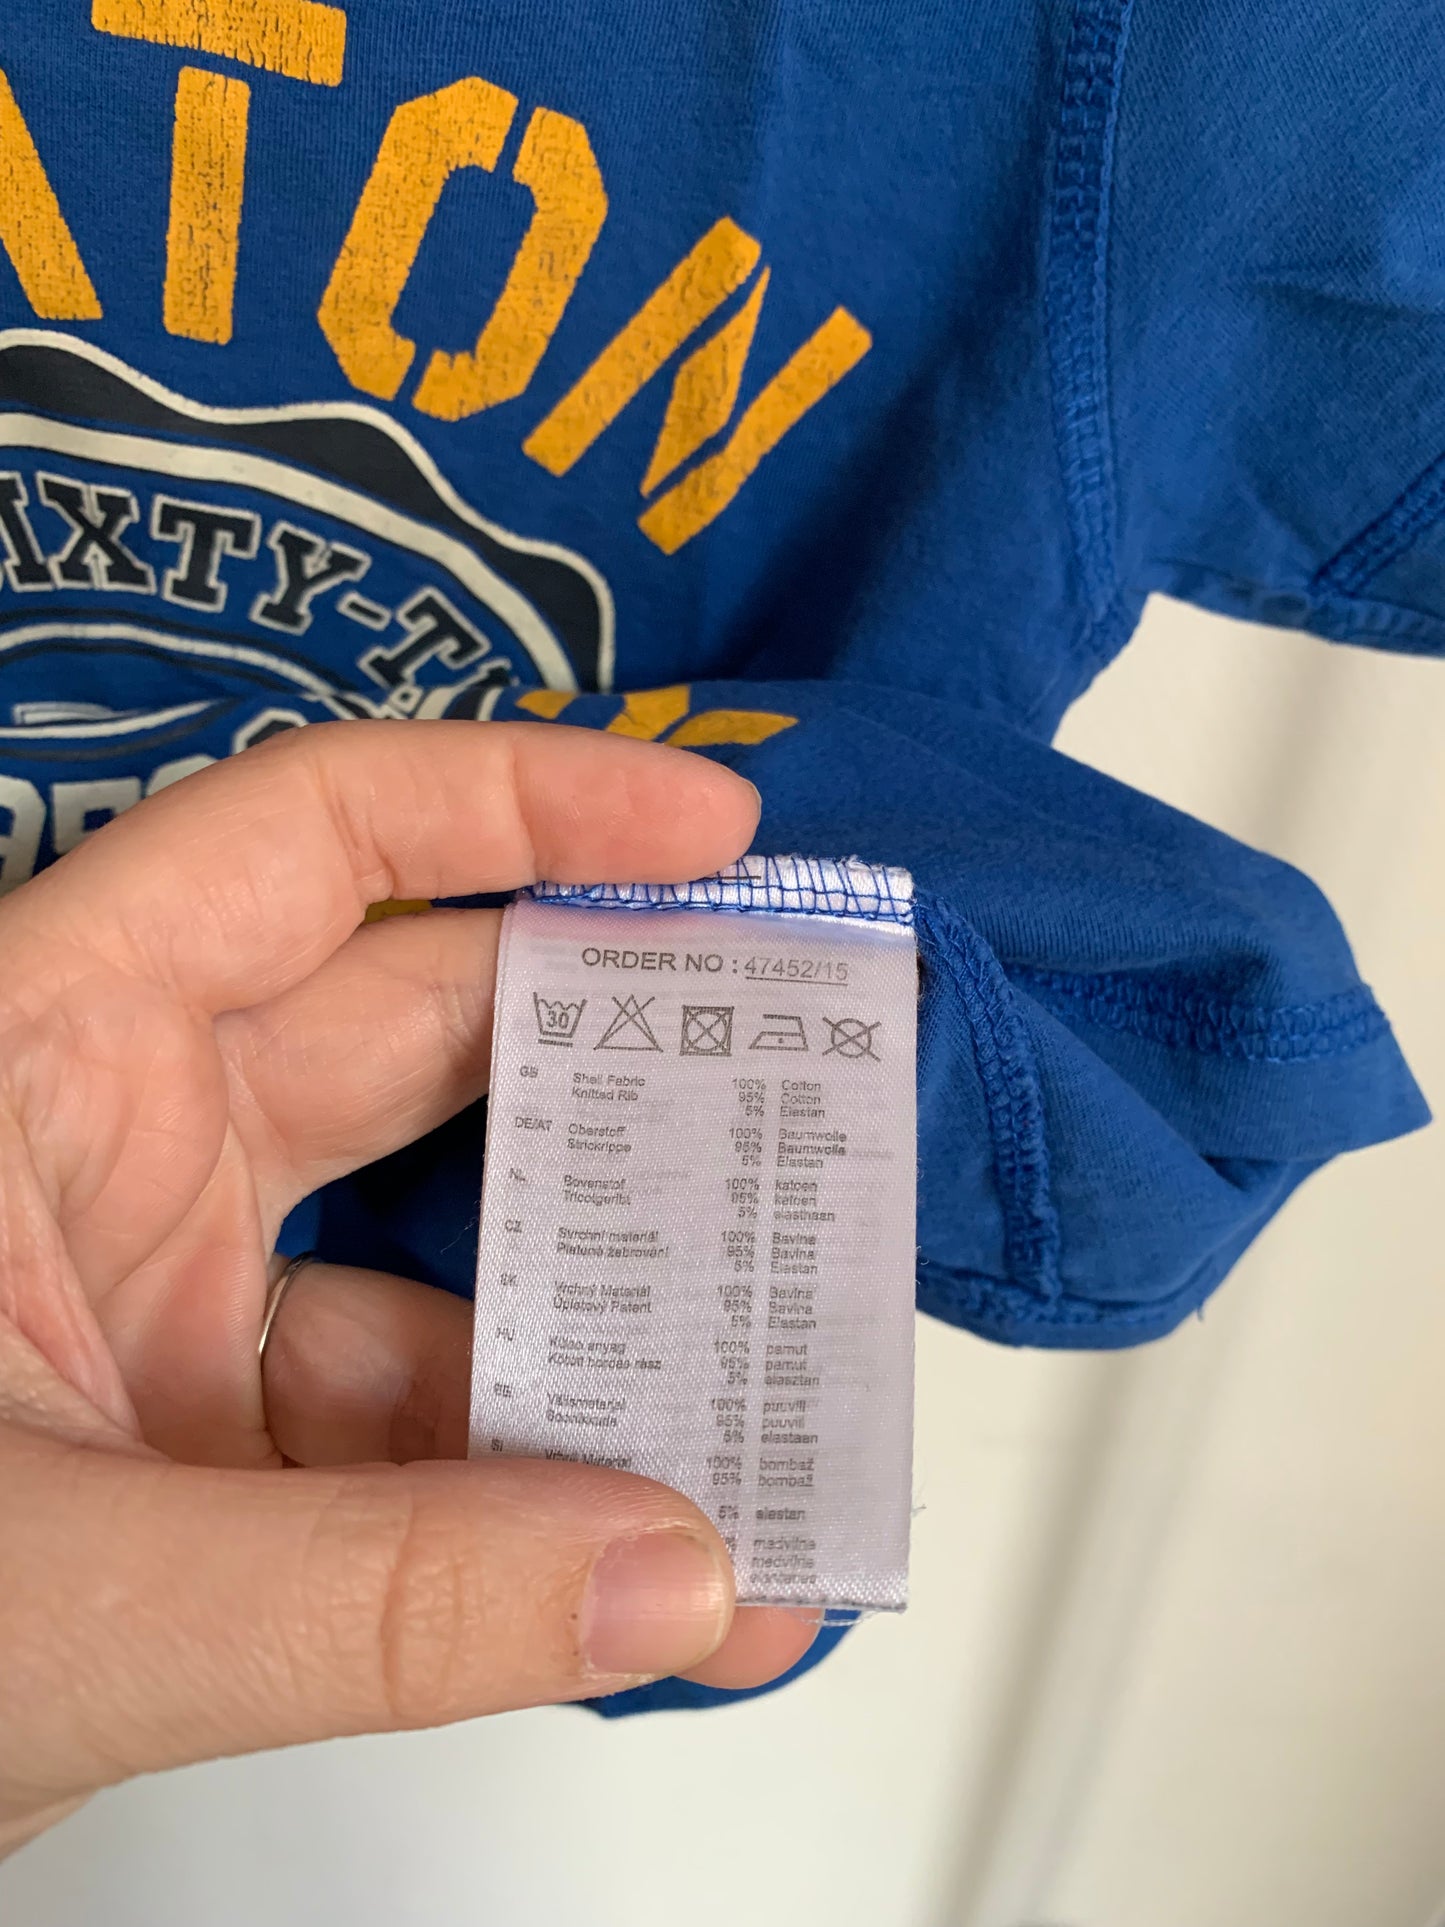 ATON
SIXTY-T
ORDER NO : 47452/15
30
GB Shell Fabric 100% Cotton
Knitted Rib 95% Cotton
5% Elastan
DE/AT Oberstoff 100% Baumwolle
Strickrippe 95% Baumwolle
5% Elastan
NL Bovenstof 100% katoen
Tricotgeribt 95% katoen
5% elasthaan
CZ Svrchní materiál 100% Bavlna
Pletené žebrování 95% Bavlna
5% Elastan
SK Vrchný Materiál 100% Bavlna
Úpletový Patent 95% Bavlna
5% Elastan
HU Külső anyag 100% pamut
Kötött bordás rész 95% pamut
5% elasztan
EE Välismaterjal 100% puuvill
Soonikkude 95% puuvill
5% elastaan
SI Vrhnji Material 100% bombaž
95% bombaž
5% elastan
medvilna
medvilna